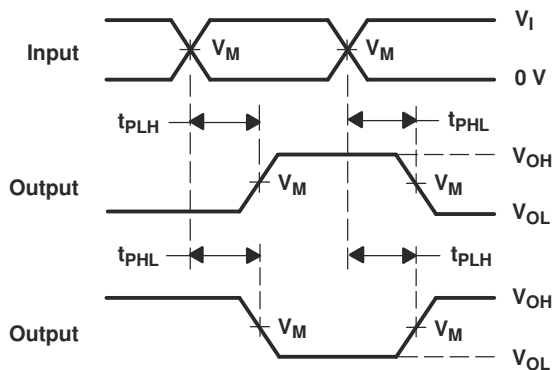 V_I
Input V_M V_M
0 V
t_PLH t_PHL
V_OH
Output V_M V_M
V_OL
t_PHL t_PLH
V_OH
Output V_M V_M
V_OL